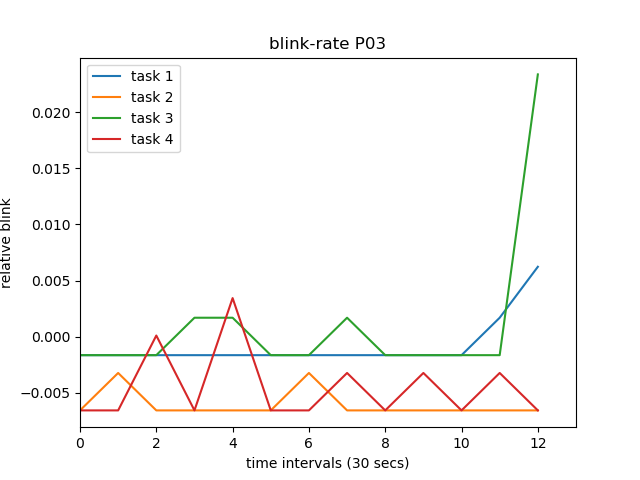 blink-rate P03
task 1
task 2
task 3
task 4
relative blink
0.020
0.015
0.010
0.005
0.000
−0.005
0 2 4 6 8 10 12
time intervals (30 secs)